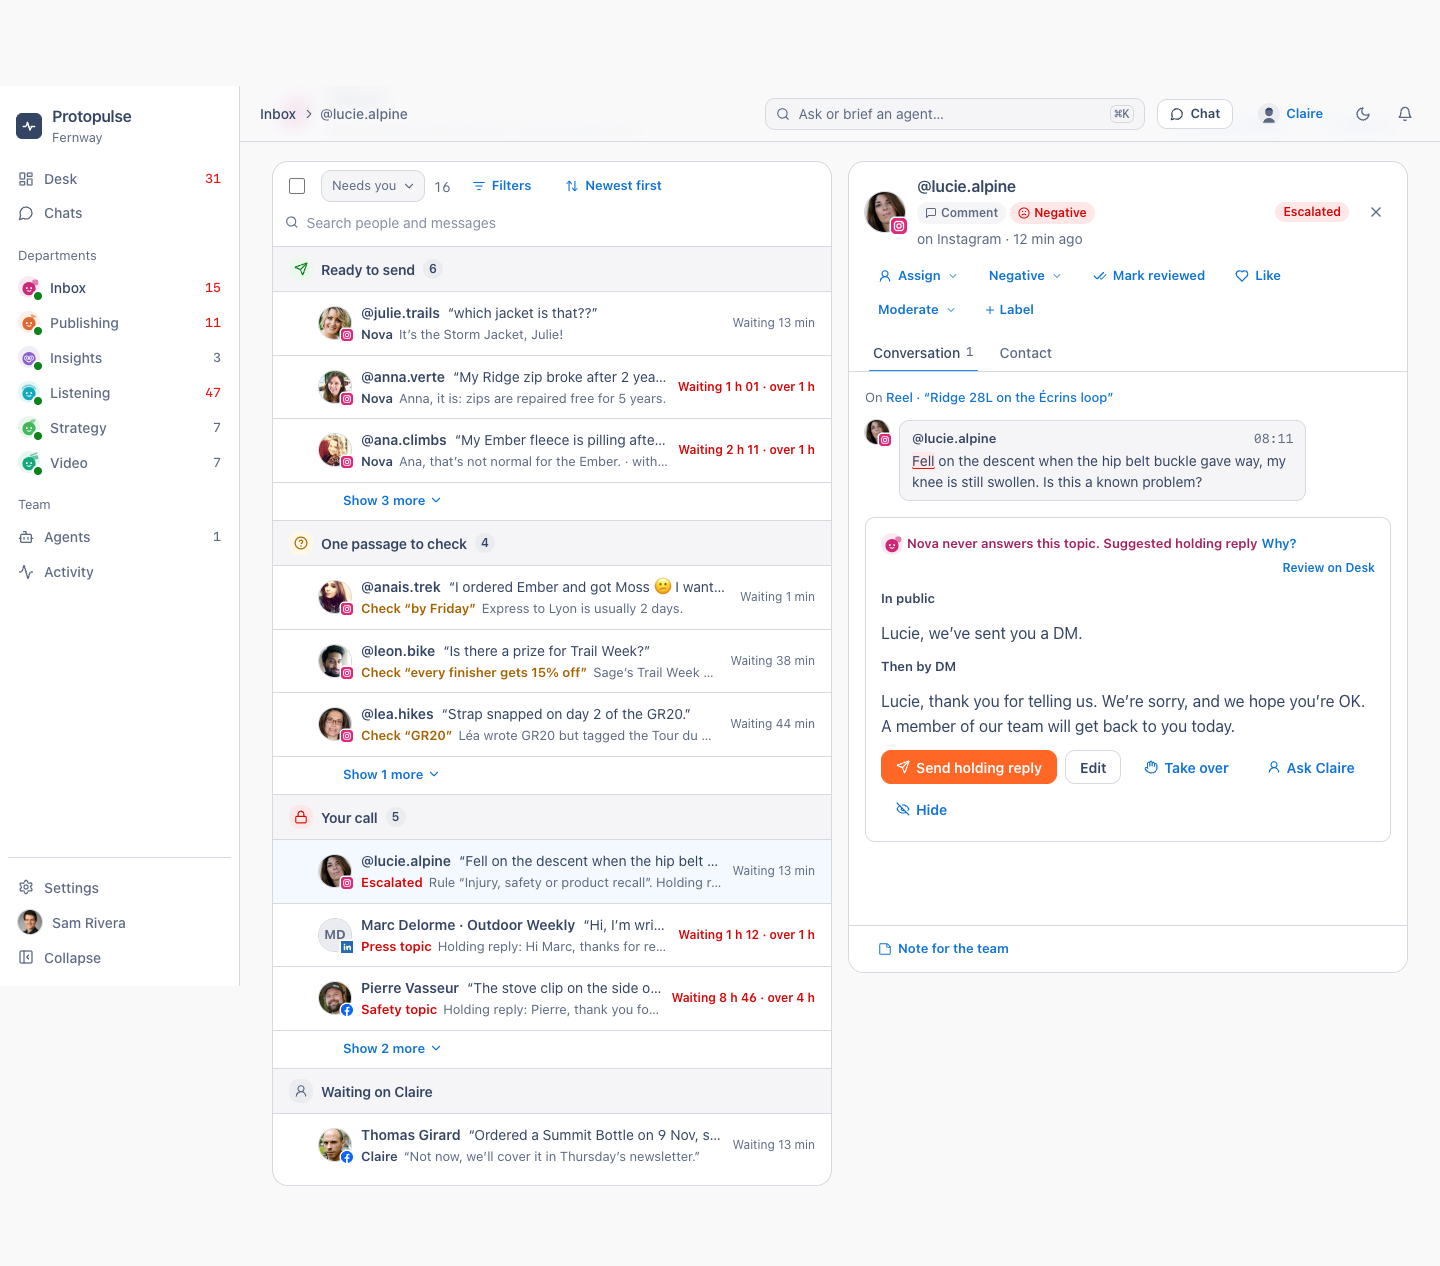 Protopulse
Fernway
Desk 31
Chats
Departments
Inbox 15
Publishing 11
Insights 3
Listening 47
Strategy 7
Video 7
Team
Agents 1
Activity
Settings
Sam Rivera
Collapse
Inbox > @lucie.alpine
Ask or brief an agent… ⌘K
Chat
Claire
Needs you 16 Filters Newest first
Search people and messages
Ready to send 6
@julie.trails “which jacket is that??”
Nova It’s the Storm Jacket, Julie!
Waiting 13 min
@anna.verte “My Ridge zip broke after 2 yea…
Nova Anna, it is: zips are repaired free for 5 years.
Waiting 1 h 01 · over 1 h
@ana.climbs “My Ember fleece is pilling afte…
Nova Ana, that’s not normal for the Ember. · with…
Waiting 2 h 11 · over 1 h
Show 3 more
One passage to check 4
@anais.trek “I ordered Ember and got Moss 😕 I want…
Check “by Friday” Express to Lyon is usually 2 days.
Waiting 1 min
@leon.bike “Is there a prize for Trail Week?”
Check “every finisher gets 15% off” Sage’s Trail Week …
Waiting 38 min
@lea.hikes “Strap snapped on day 2 of the GR20.”
Check “GR20” Léa wrote GR20 but tagged the Tour du …
Waiting 44 min
Show 1 more
Your call 5
@lucie.alpine “Fell on the descent when the hip belt …
Escalated Rule “Injury, safety or product recall”. Holding r…
Waiting 13 min
MD
Marc Delorme · Outdoor Weekly “Hi, I’m wri…
Press topic Holding reply: Hi Marc, thanks for re…
Waiting 1 h 12 · over 1 h
Pierre Vasseur “The stove clip on the side o…
Safety topic Holding reply: Pierre, thank you fo…
Waiting 8 h 46 · over 4 h
Show 2 more
Waiting on Claire
Thomas Girard “Ordered a Summit Bottle on 9 Nov, s…
Claire “Not now, we’ll cover it in Thursday’s newsletter.”
Waiting 13 min
@lucie.alpine
Comment Negative
Escalated
on Instagram · 12 min ago
Assign Negative Mark reviewed Like
Moderate + Label
Conversation 1 Contact
On Reel · “Ridge 28L on the Écrins loop”
@lucie.alpine 08:11
Fell on the descent when the hip belt buckle gave way, my
knee is still swollen. Is this a known problem?
Nova never answers this topic. Suggested holding reply Why?
Review on Desk
In public
Lucie, we’ve sent you a DM.
Then by DM
Lucie, thank you for telling us. We’re sorry, and we hope you’re OK.
A member of our team will get back to you today.
Send holding reply Edit Take over Ask Claire
Hide
Note for the team